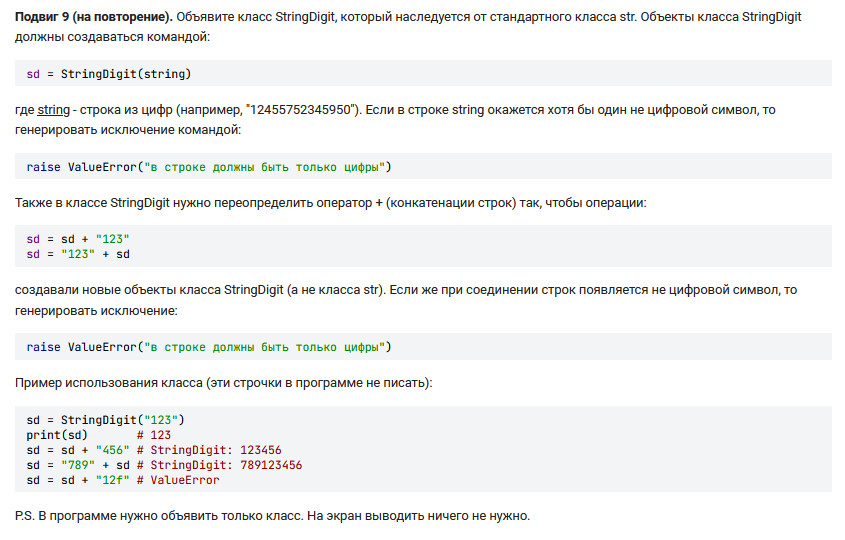 Подвиг 9 (на повторение). Объявите класс StringDigit, который наследуется от стандартного класса str. Объекты класса StringDigit
должны создаваться командой:
sd = StringDigit(string)
где string - строка из цифр (например, "12455752345950"). Если в строке string окажется хотя бы один не цифровой символ, то
генерировать исключение командой:
raise ValueError("в строке должны быть только цифры")
Также в классе StringDigit нужно переопределить оператор + (конкатенации строк) так, чтобы операции:
sd = sd + "123"
sd = "123" + sd
создавали новые объекты класса StringDigit (а не класса str). Если же при соединении строк появляется не цифровой символ, то
генерировать исключение:
raise ValueError("в строке должны быть только цифры")
Пример использования класса (эти строчки в программе не писать):
sd = StringDigit("123")
print(sd)       # 123
sd = sd + "456" # StringDigit: 123456
sd = "789" + sd # StringDigit: 789123456
sd = sd + "12f" # ValueError
P.S. В программе нужно объявить только класс. На экран выводить ничего не нужно.